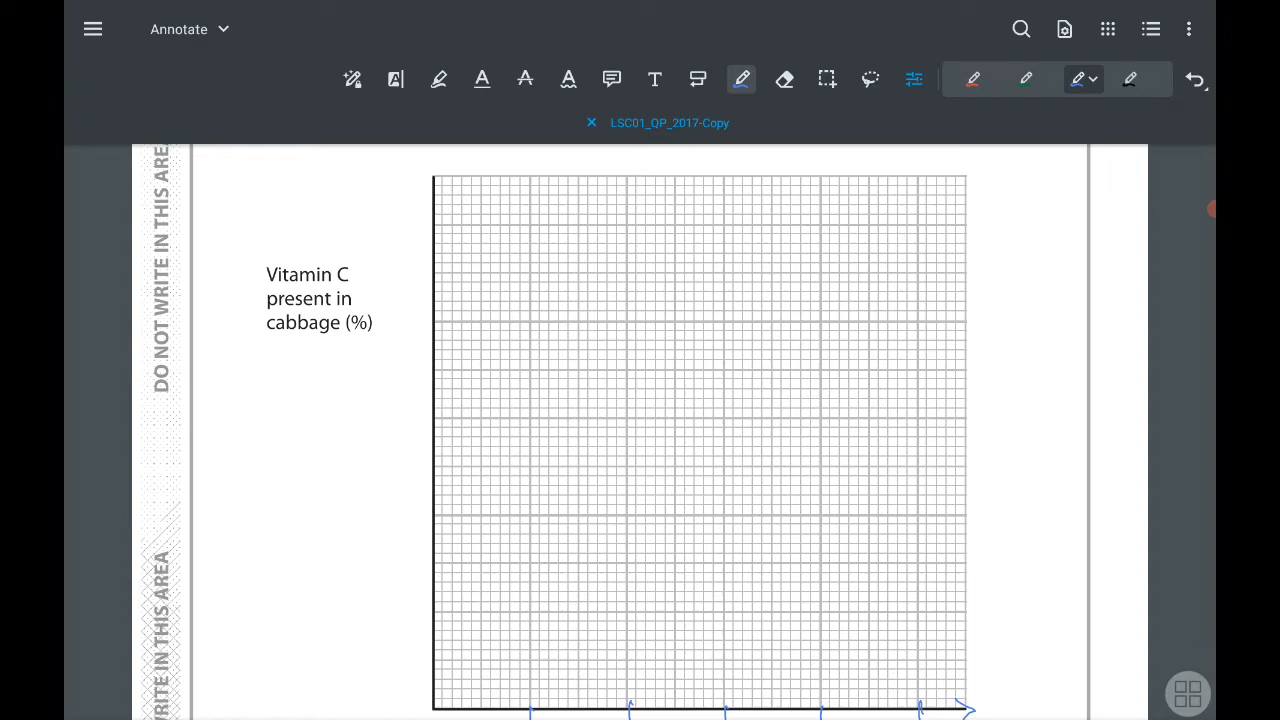 Annotate
LSC01_QP_2017-Copy
DO NOT WRITE IN THIS AREA
Vitamin C
present in
cabbage (%)
WRITE IN THIS AREA